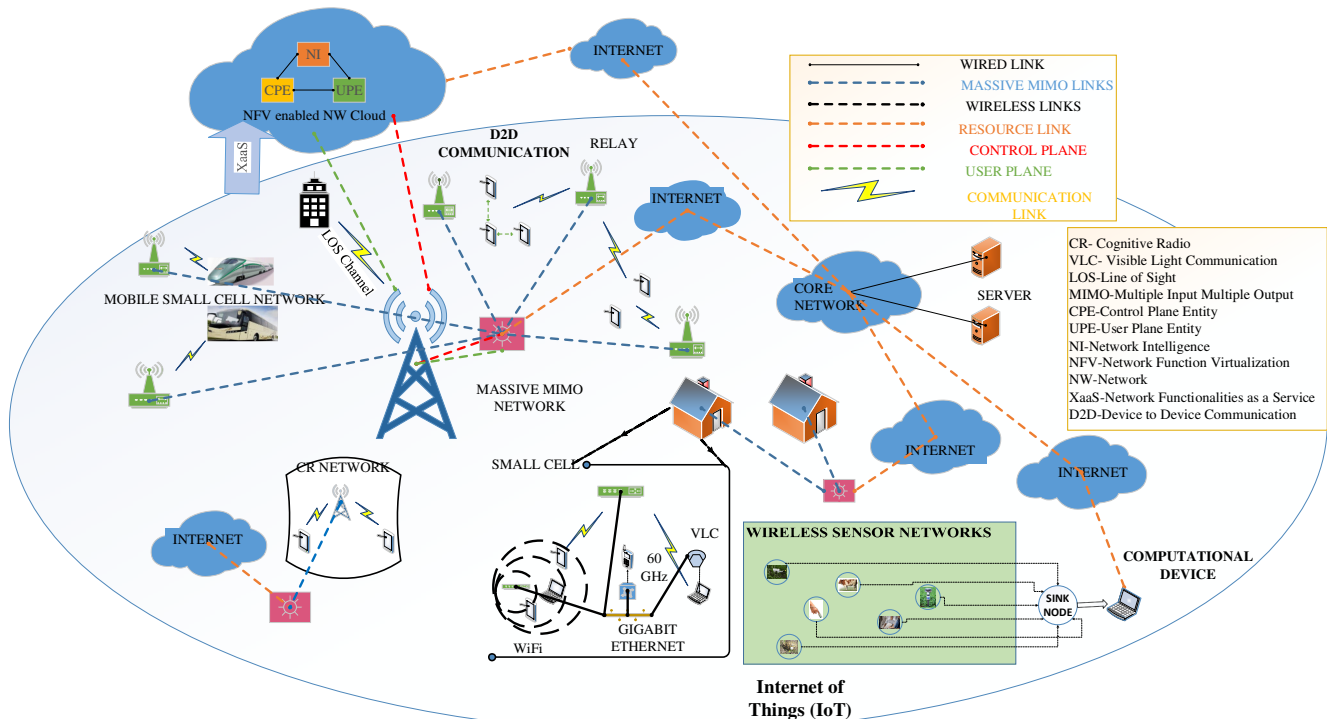 NI
CPE
UPE
NFV enabled NW Cloud
XaaS
INTERNET
WIRED LINK
MASSIVE MIMO LINKS
WIRELESS LINKS
RESOURCE LINK
CONTROL PLANE
USER PLANE
COMMUNICATION
LINK
D2D
COMMUNICATION
RELAY
INTERNET
LOS Channel
MOBILE SMALL CELL NETWORK
CORE
NETWORK
SERVER
CR- Cognitive Radio
VLC- Visible Light Communication
LOS-Line of Sight
MIMO-Multiple Input Multiple Output
CPE-Control Plane Entity
UPE-User Plane Entity
NI-Network Intelligence
NFV-Network Function Virtualization
NW-Network
XaaS-Network Functionalities as a Service
D2D-Device to Device Communication
MASSIVE MIMO
NETWORK
INTERNET
INTERNET
SMALL CELL
CR NETWORK
INTERNET
VLC
60
GHz
WiFi
GIGABIT
ETHERNET
WIRELESS SENSOR NETWORKS
SINK
NODE
COMPUTATIONAL
DEVICE
Internet of
Things (IoT)